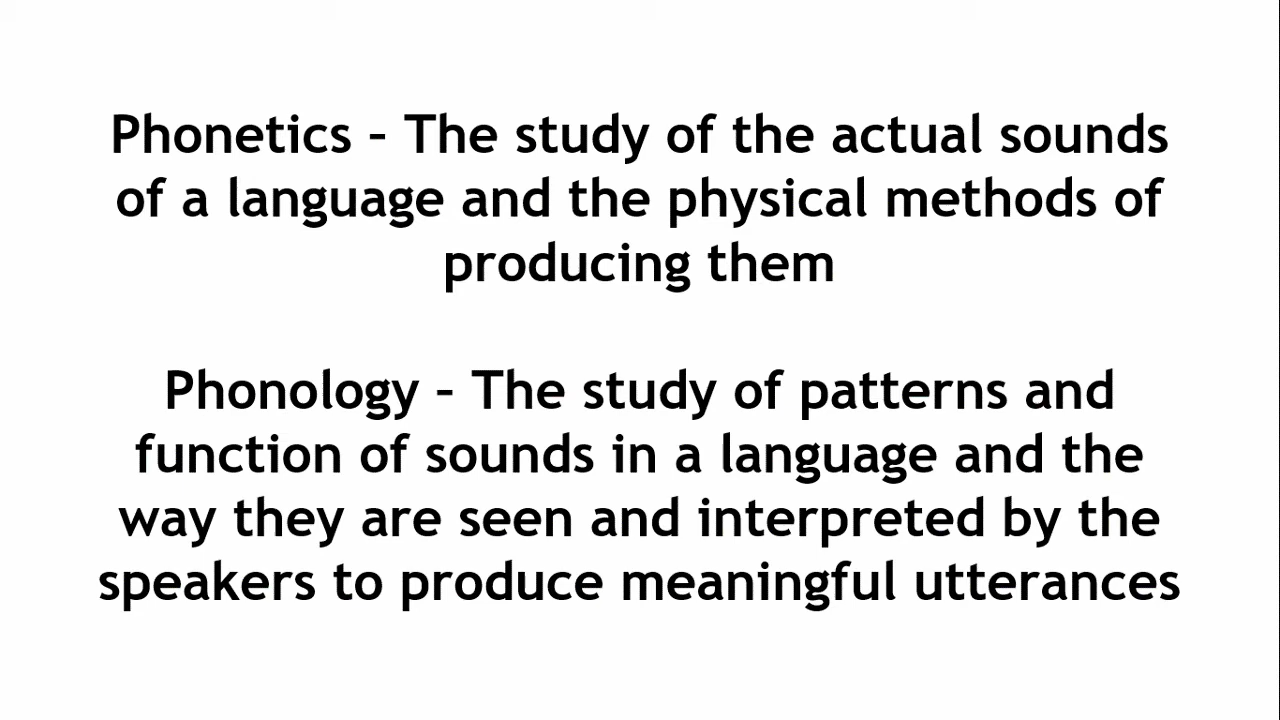 Phonetics – The study of the actual sounds
of a language and the physical methods of
producing them
Phonology – The study of patterns and
function of sounds in a language and the
way they are seen and interpreted by the
speakers to produce meaningful utterances